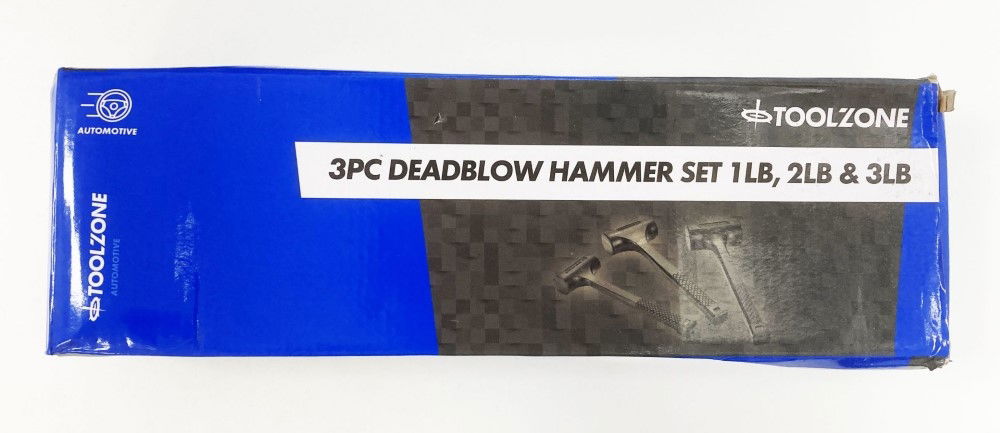 AUTOMOTIVE
TOOLZONE
3PC DEADBLOW HAMMER SET 1LB, 2LB & 3LB
TOOLZONE
AUTOMOTIVE